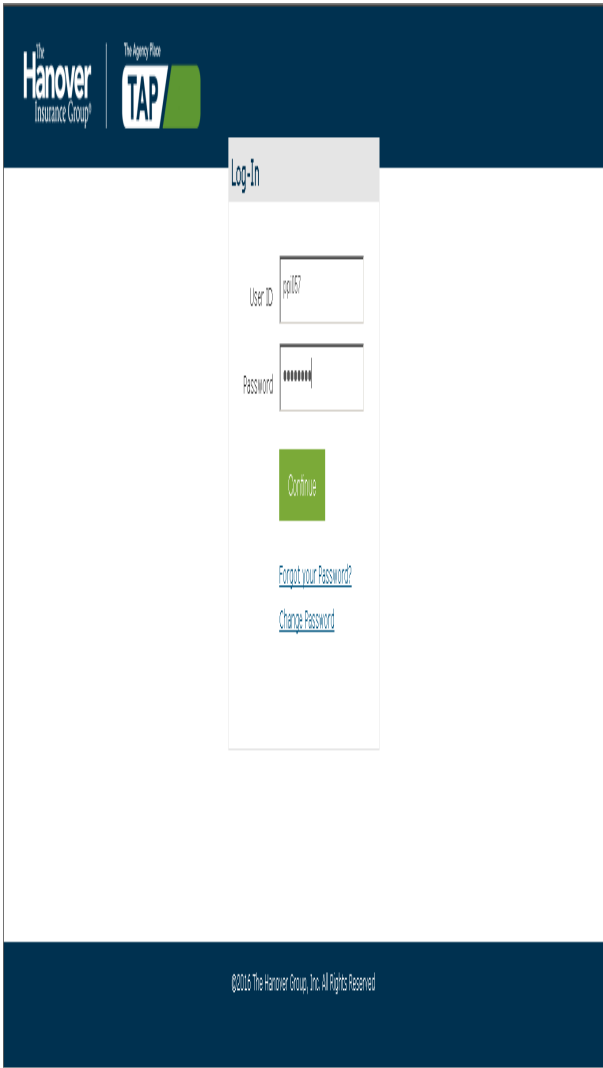 The
Hanover
Insurance Group®
The Agency Place
TAP
Log-In
User ID
ppi857
Password
••••••••
Continue
Forgot your Password?
Change Password
©2016 The Hanover Group, Inc. All Rights Reserved